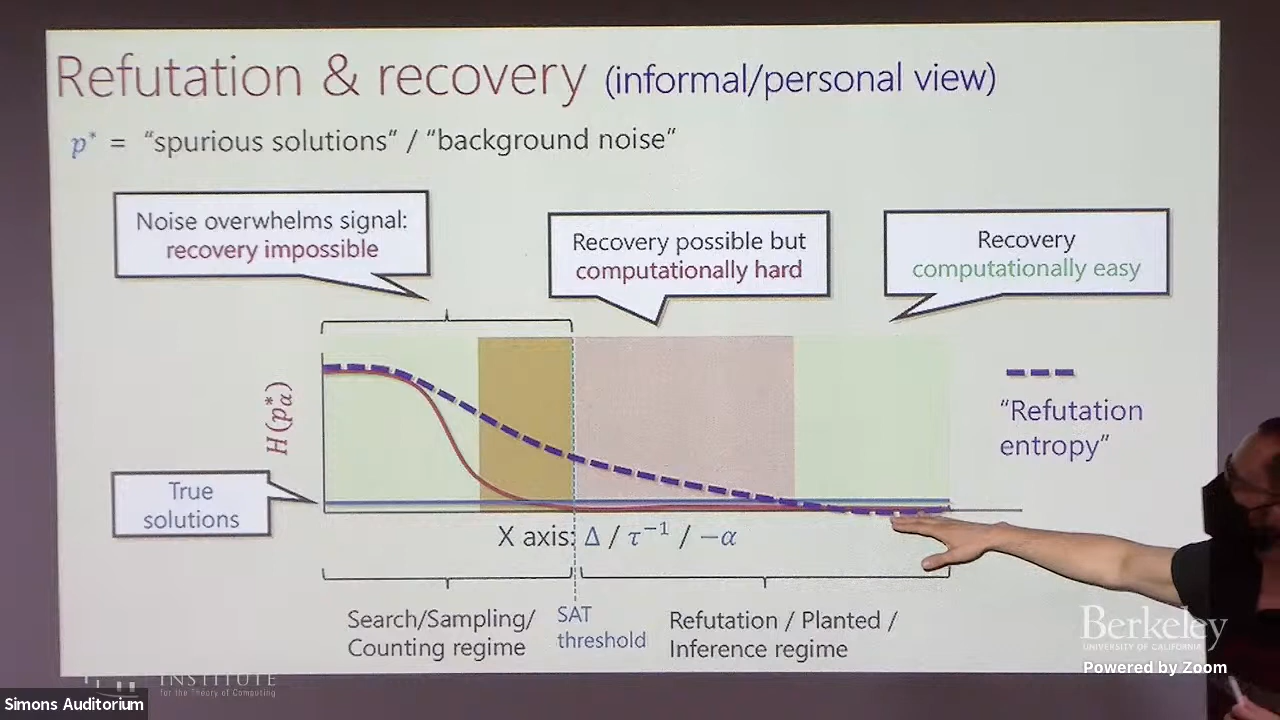 Refutation & recovery (informal/personal view)
p* = "spurious solutions" / "background noise"
Noise overwhelms signal:
recovery impossible
Recovery possible but
computationally hard
Recovery
computationally easy
H(p*α)
"Refutation
entropy"
True
solutions
X axis: Δ / τ⁻¹ / −α
Search/Sampling/
Counting regime
SAT
threshold
Refutation / Planted /
Inference regime
Berkeley
UNIVERSITY OF CALIFORNIA
Powered by Zoom
INSTITUTE
for the Theory of Computing
Simons Auditorium